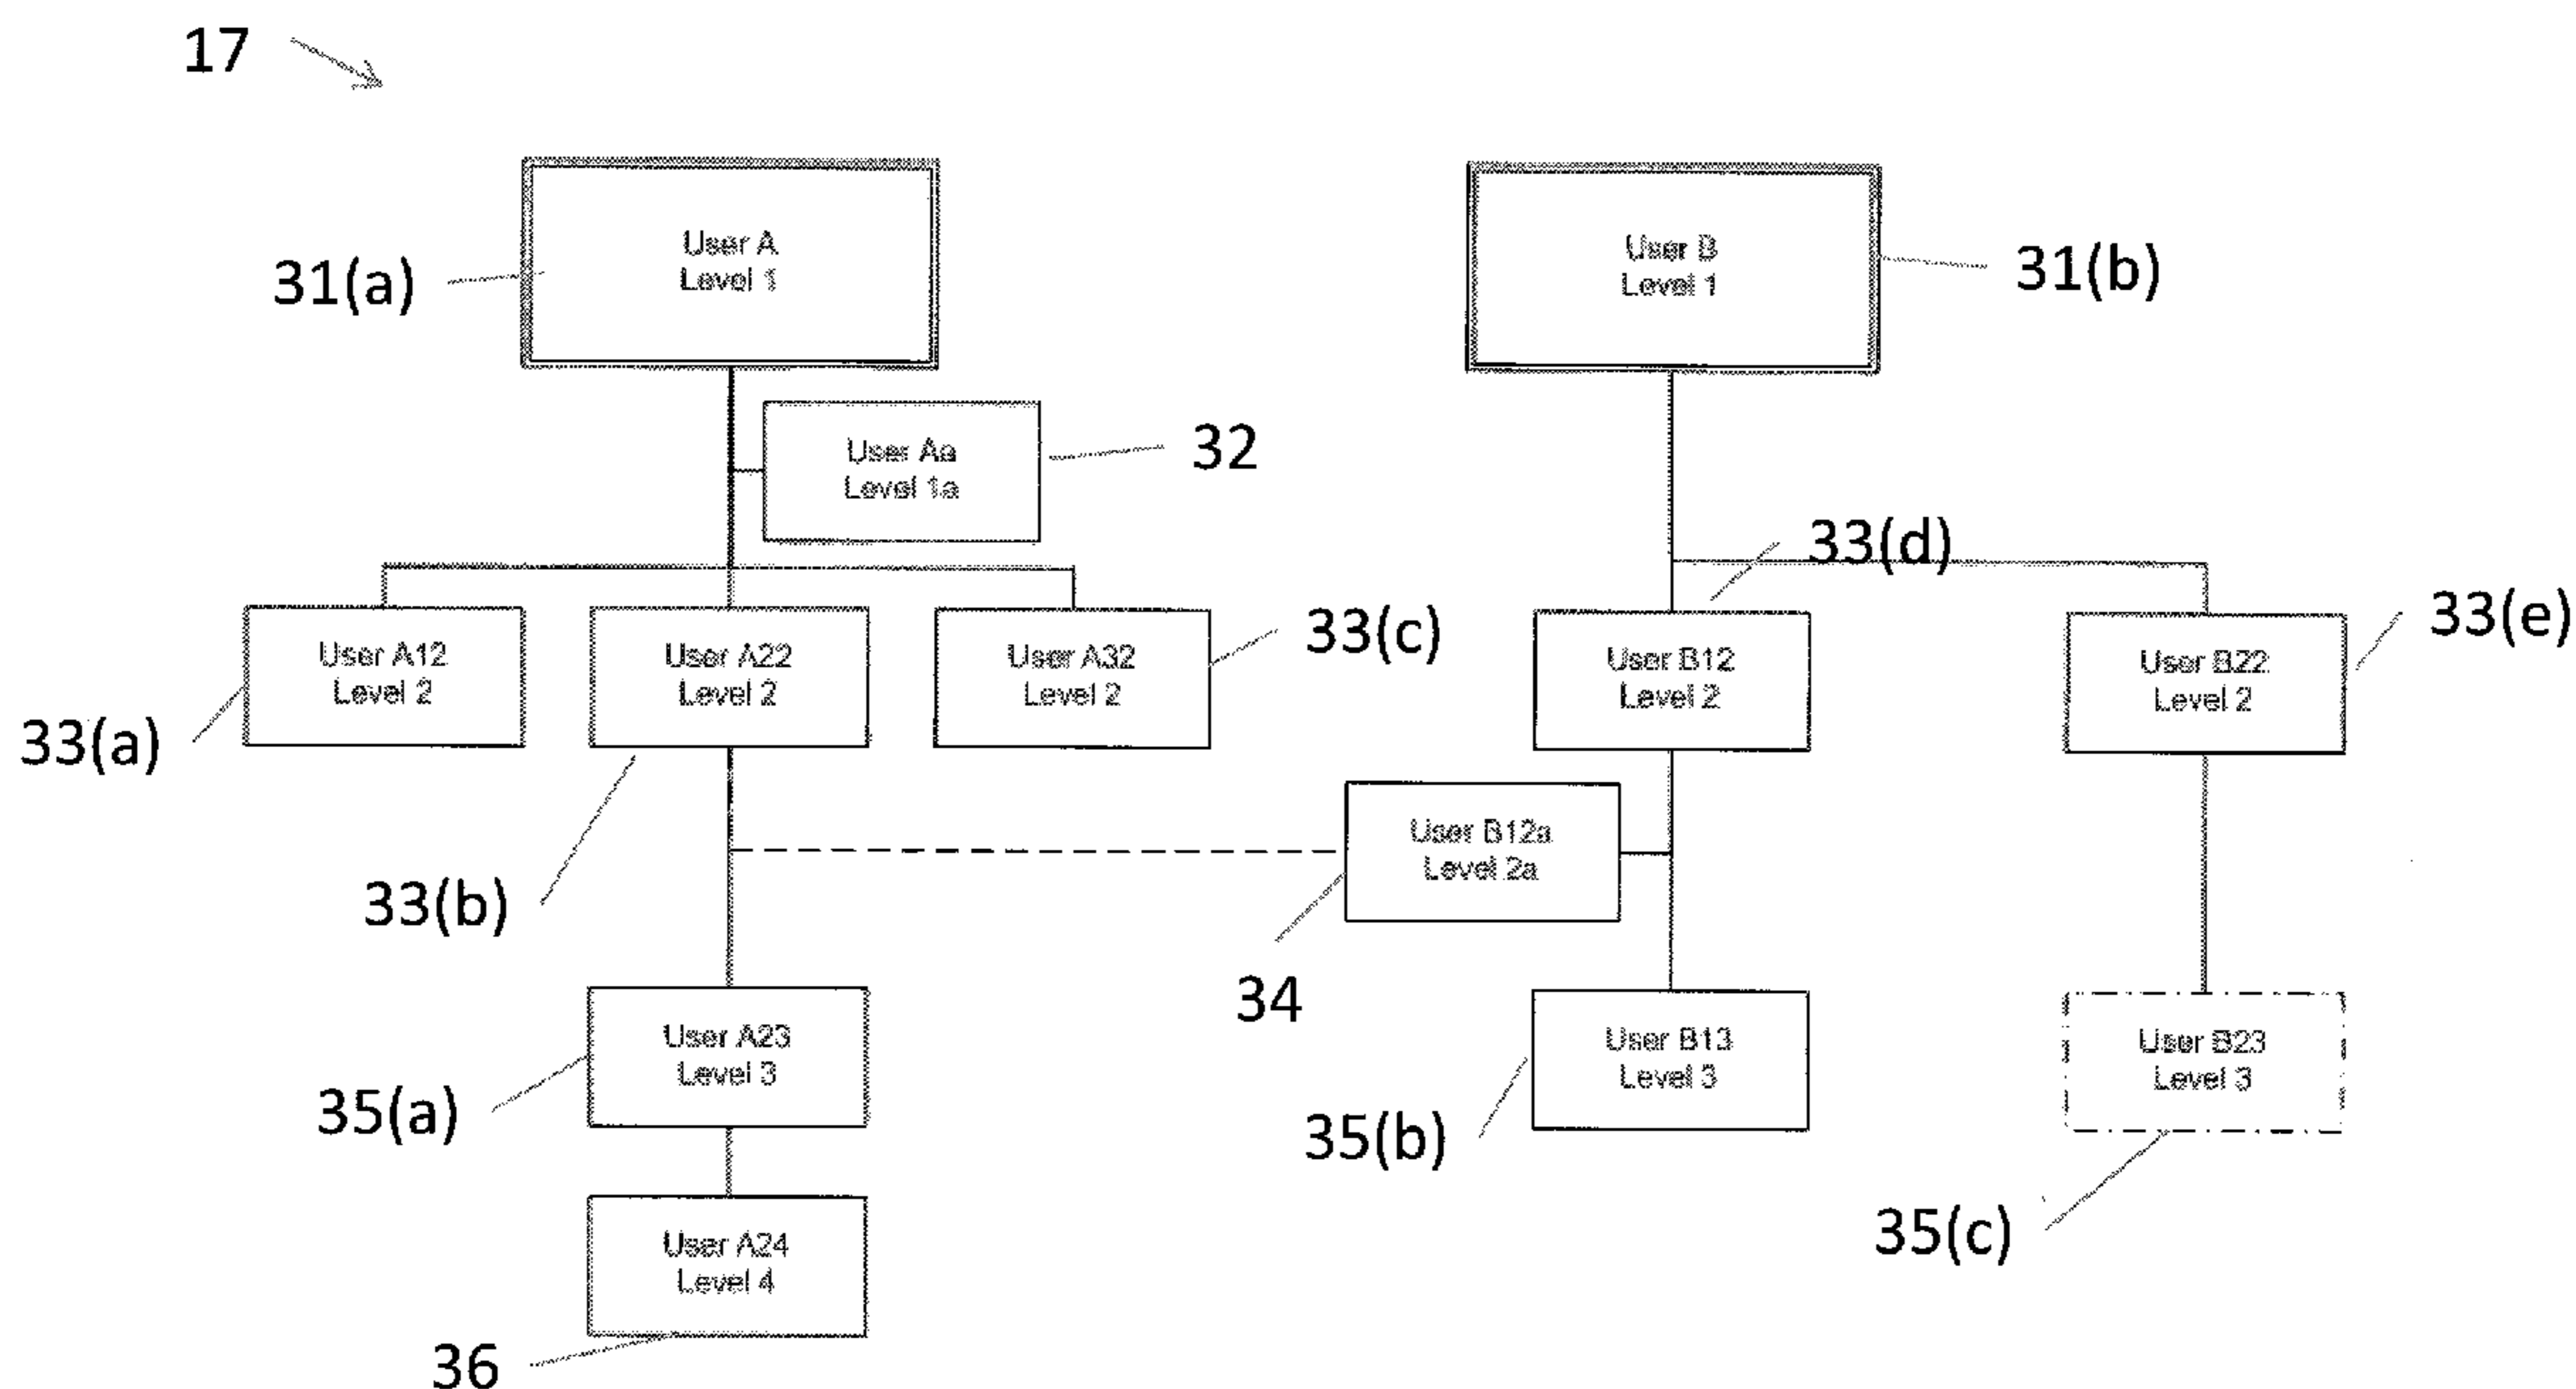 17
User A
Level 1
31(a)
User B
Level 1
31(b)
User Aa
Level 1a
32
33(d)
User A12
Level 2
33(a)
User A22
Level 2
33(b)
User A32
Level 2
33(c)
User B12
Level 2
User B22
Level 2
33(e)
User B12a
Level 2a
34
User A23
Level 3
35(a)
User B13
Level 3
35(b)
User B23
Level 3
35(c)
User A24
Level 4
36